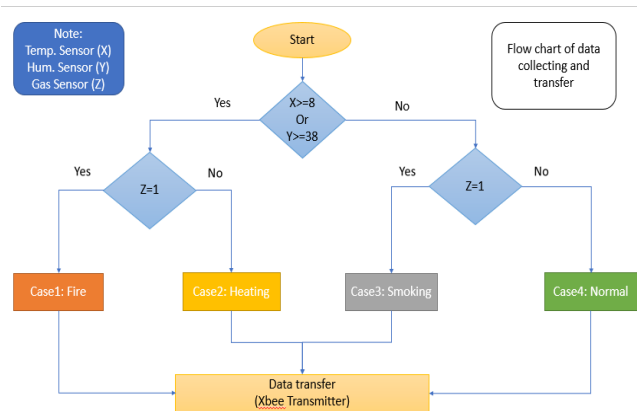 Note:
Temp. Sensor (X)
Hum. Sensor (Y)
Gas Sensor (Z)
Start
Flow chart of data
collecting and
transfer
Yes
X>=8
Or
Y>=38
No
Yes
Z=1
No
Yes
Z=1
No
Case1: Fire
Case2: Heating
Case3: Smoking
Case4: Normal
Data transfer
(Xbee Transmitter)